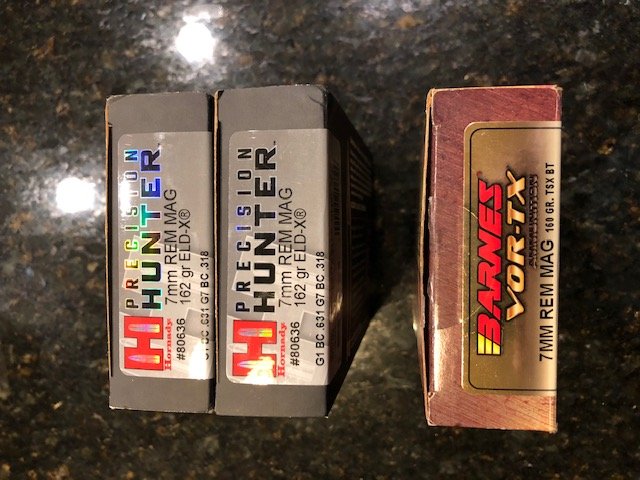 PRECISION
HUNTER
7mm REM MAG
162 gr ELD-X®
H
Hornady
#80636
G1 BC .631 G7 BC .318
PRECISION
HUNTER™
7mm REM MAG
162 gr ELD-X®
H
Hornady
#80636
G1 BC .631 G7 BC .318
BARNES
VOR-TX
AMMUNITION
7MM REM MAG 160 GR. TSX BT